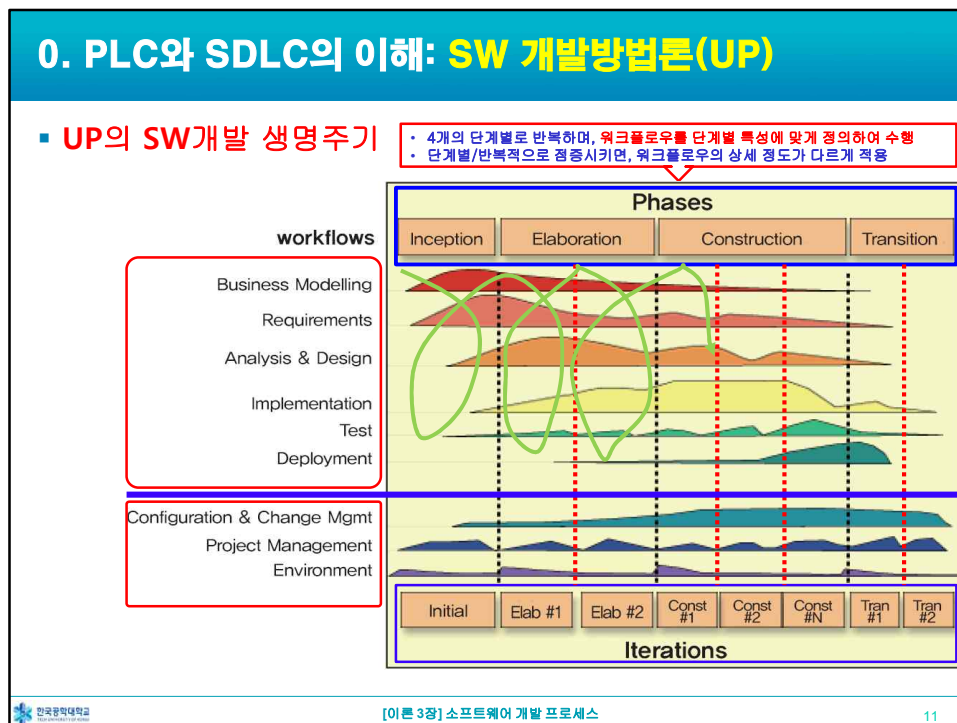 0. PLC와 SDLC의 이해: SW 개발방법론(UP)
▪ UP의 SW개발 생명주기
• 4개의 단계별로 반복하며, 워크플로우를 단계별 특성에 맞게 정의하여 수행
• 단계별/반복적으로 점증시키면, 워크플로우의 상세 정도가 다르게 적용
Phases
workflows
Inception
Elaboration
Construction
Transition
Business Modelling
Requirements
Analysis & Design
Implementation
Test
Deployment
Configuration & Change Mgmt
Project Management
Environment
Initial
Elab #1
Elab #2
Const
#1
Const
#2
Const
#N
Tran
#1
Tran
#2
Iterations
한국공학대학교
TECH UNIVERSITY OF KOREA
[이론 3장] 소프트웨어 개발 프로세스
11